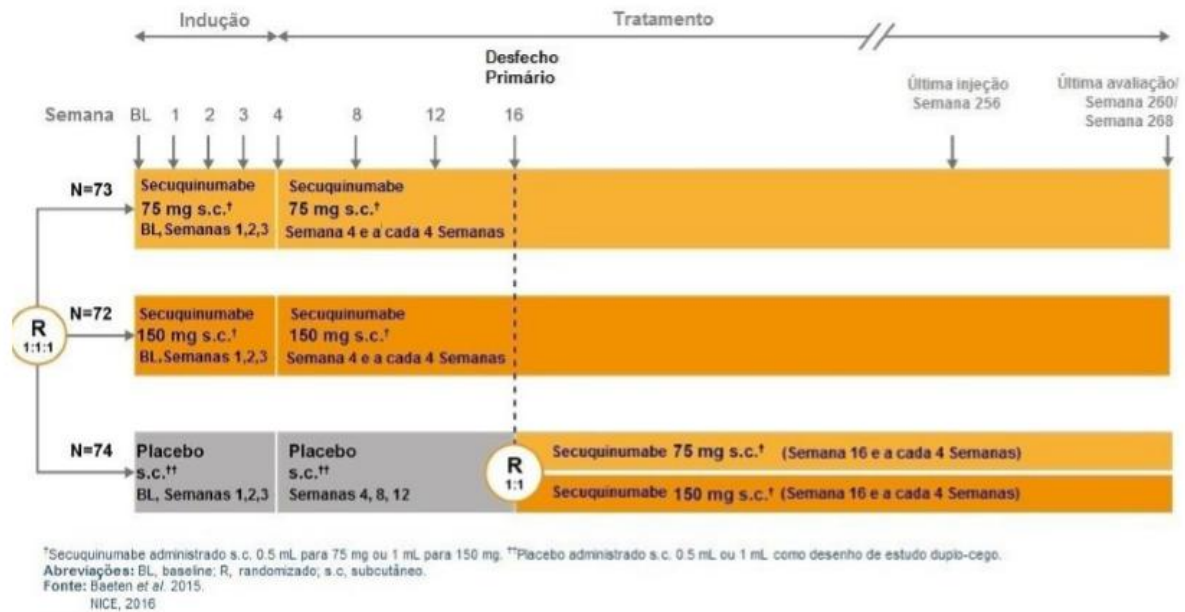 Indução
Tratamento
Desfecho
Primário
Última injeção
Semana 256
Última avaliação/
Semana 260/
Semana 268
Semana BL 1 2 3 4 8 12 16
N=73
Secuquinumabe
75 mg s.c.†
BL, Semanas 1,2,3
Secuquinumabe
75 mg s.c.†
Semana 4 e a cada 4 Semanas
R
1:1:1
N=72
Secuquinumabe
150 mg s.c.†
BL, Semanas 1,2,3
Secuquinumabe
150 mg s.c.†
Semana 4 e a cada 4 Semanas
N=74
Placebo
s.c.††
BL, Semanas 1,2,3
Placebo
s.c.††
Semanas 4, 8, 12
R
1:1
Secuquinumabe 75 mg s.c.† (Semana 16 e a cada 4 Semanas)
Secuquinumabe 150 mg s.c.† (Semana 16 e a cada 4 Semanas)
†Secuquinumabe administrado s.c. 0.5 mL para 75 mg ou 1 mL para 150 mg. ††Placebo administrado s.c. 0.5 mL ou 1 mL como desenho de estudo duplo-cego.
Abreviações: BL, baseline; R, randomizado; s.c, subcutâneo.
Fonte: Baeten et al. 2015.
NICE, 2016